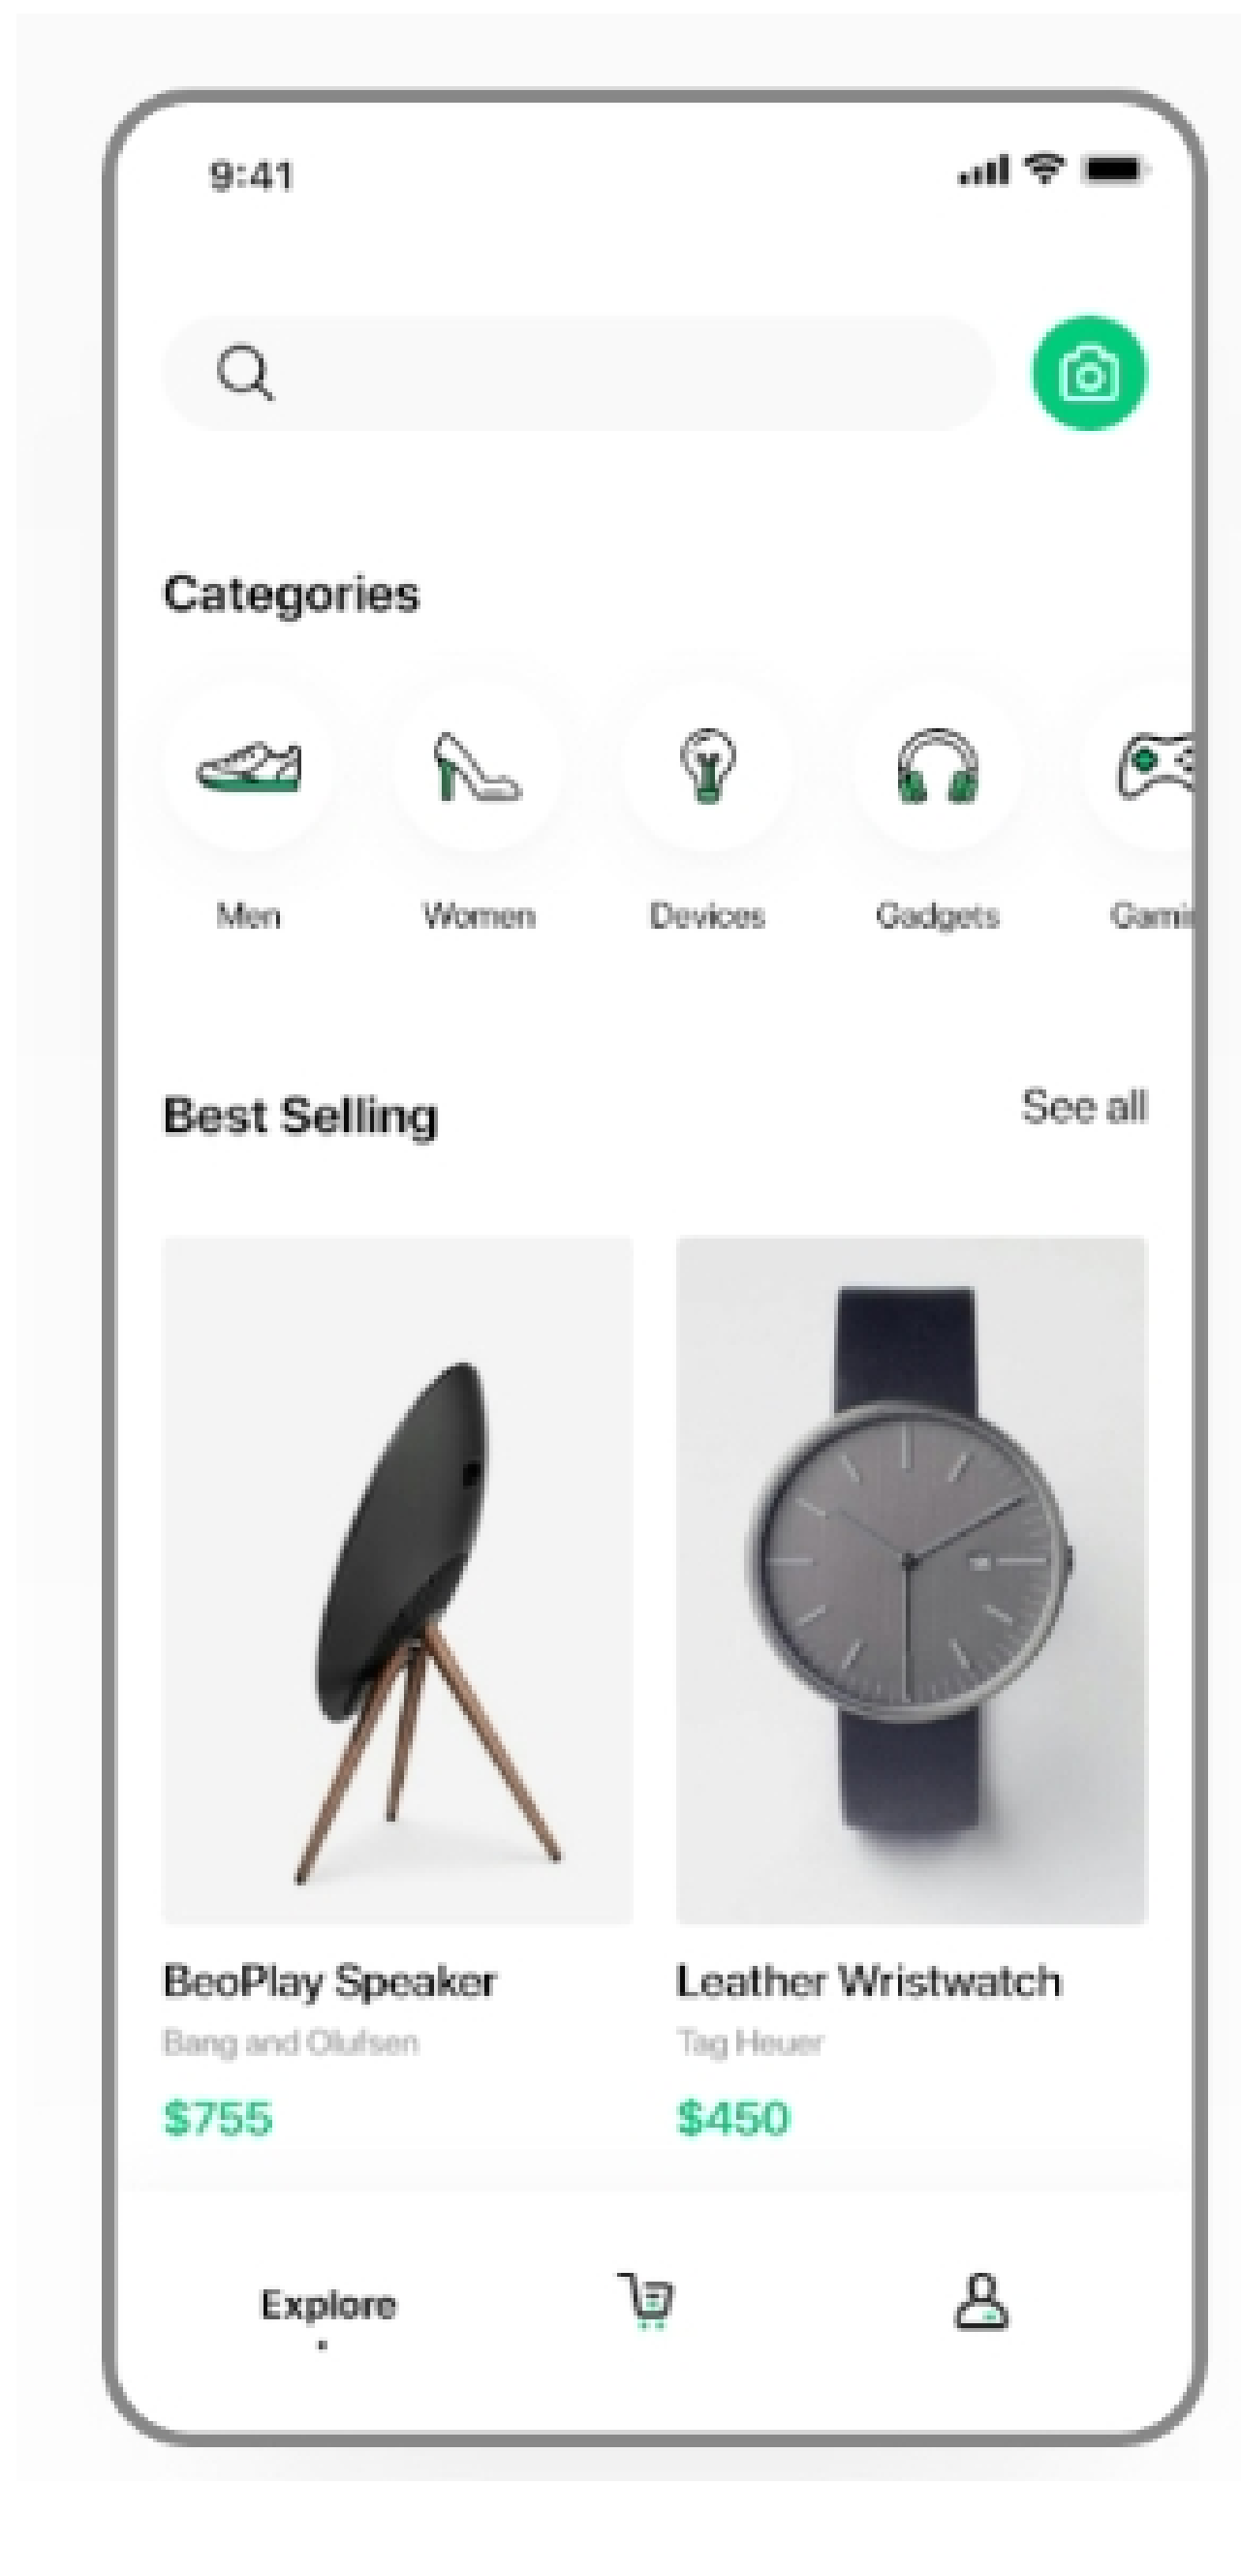 9:41
Categories
Men Women Devices Gadgets Gamin
Best Selling See all
BeoPlay Speaker Leather Wristwatch
Bang and Olufsen Tag Heuer
$755 $450
Explore